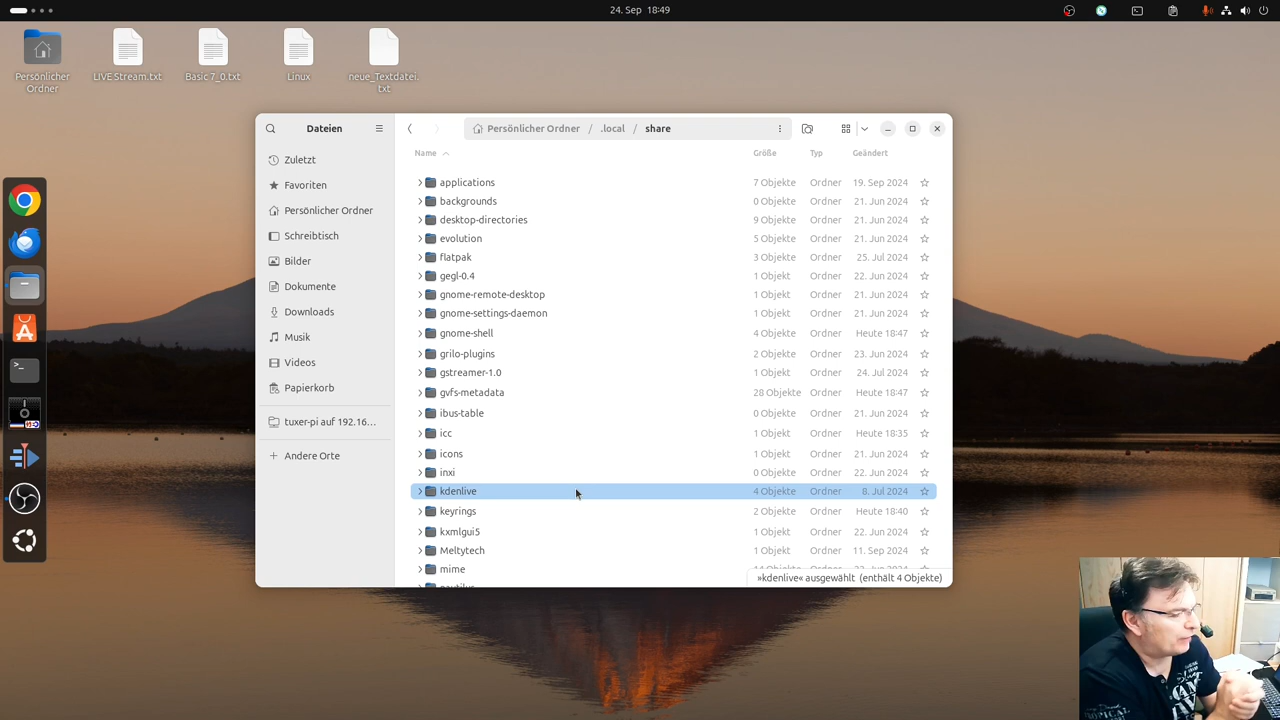 24. Sep 18:49
Persönlicher
Ordner
LIVE Stream.txt
Basic 7_0.txt
Linux
neue_Textdatei.
txt
Dateien
Persönlicher Ordner / .local / share
Zuletzt
Favoriten
Persönlicher Ordner
Schreibtisch
Bilder
Dokumente
Downloads
Musik
Videos
Papierkorb
tuxer-pi auf 192.16…
Andere Orte
Name Größe Typ Geändert
applications 7 Objekte Ordner 19. Sep 2024
backgrounds 0 Objekte Ordner 21. Jun 2024
desktop-directories 9 Objekte Ordner 21. Jun 2024
evolution 5 Objekte Ordner 21. Jun 2024
flatpak 3 Objekte Ordner 25. Jul 2024
gegl-0.4 1 Objekt Ordner 22. Jun 2024
gnome-remote-desktop 1 Objekt Ordner 21. Jun 2024
gnome-settings-daemon 1 Objekt Ordner 21. Jun 2024
gnome-shell 4 Objekte Ordner Heute 18:47
grilo-plugins 2 Objekte Ordner 23. Jun 2024
gstreamer-1.0 1 Objekt Ordner 24. Jul 2024
gvfs-metadata 28 Objekte Ordner Heute 18:47
ibus-table 0 Objekte Ordner 21. Jun 2024
icc 1 Objekt Ordner Heute 18:35
icons 1 Objekt Ordner 21. Jun 2024
inxi 0 Objekte Ordner 22. Jun 2024
kdenlive 4 Objekte Ordner 8. Jul 2024
keyrings 2 Objekte Ordner Heute 18:40
kxmlgui5 1 Objekt Ordner 22. Jun 2024
Meltytech 1 Objekt Ordner 11. Sep 2024
mime
»kdenlive« ausgewählt (enthält 4 Objekte)